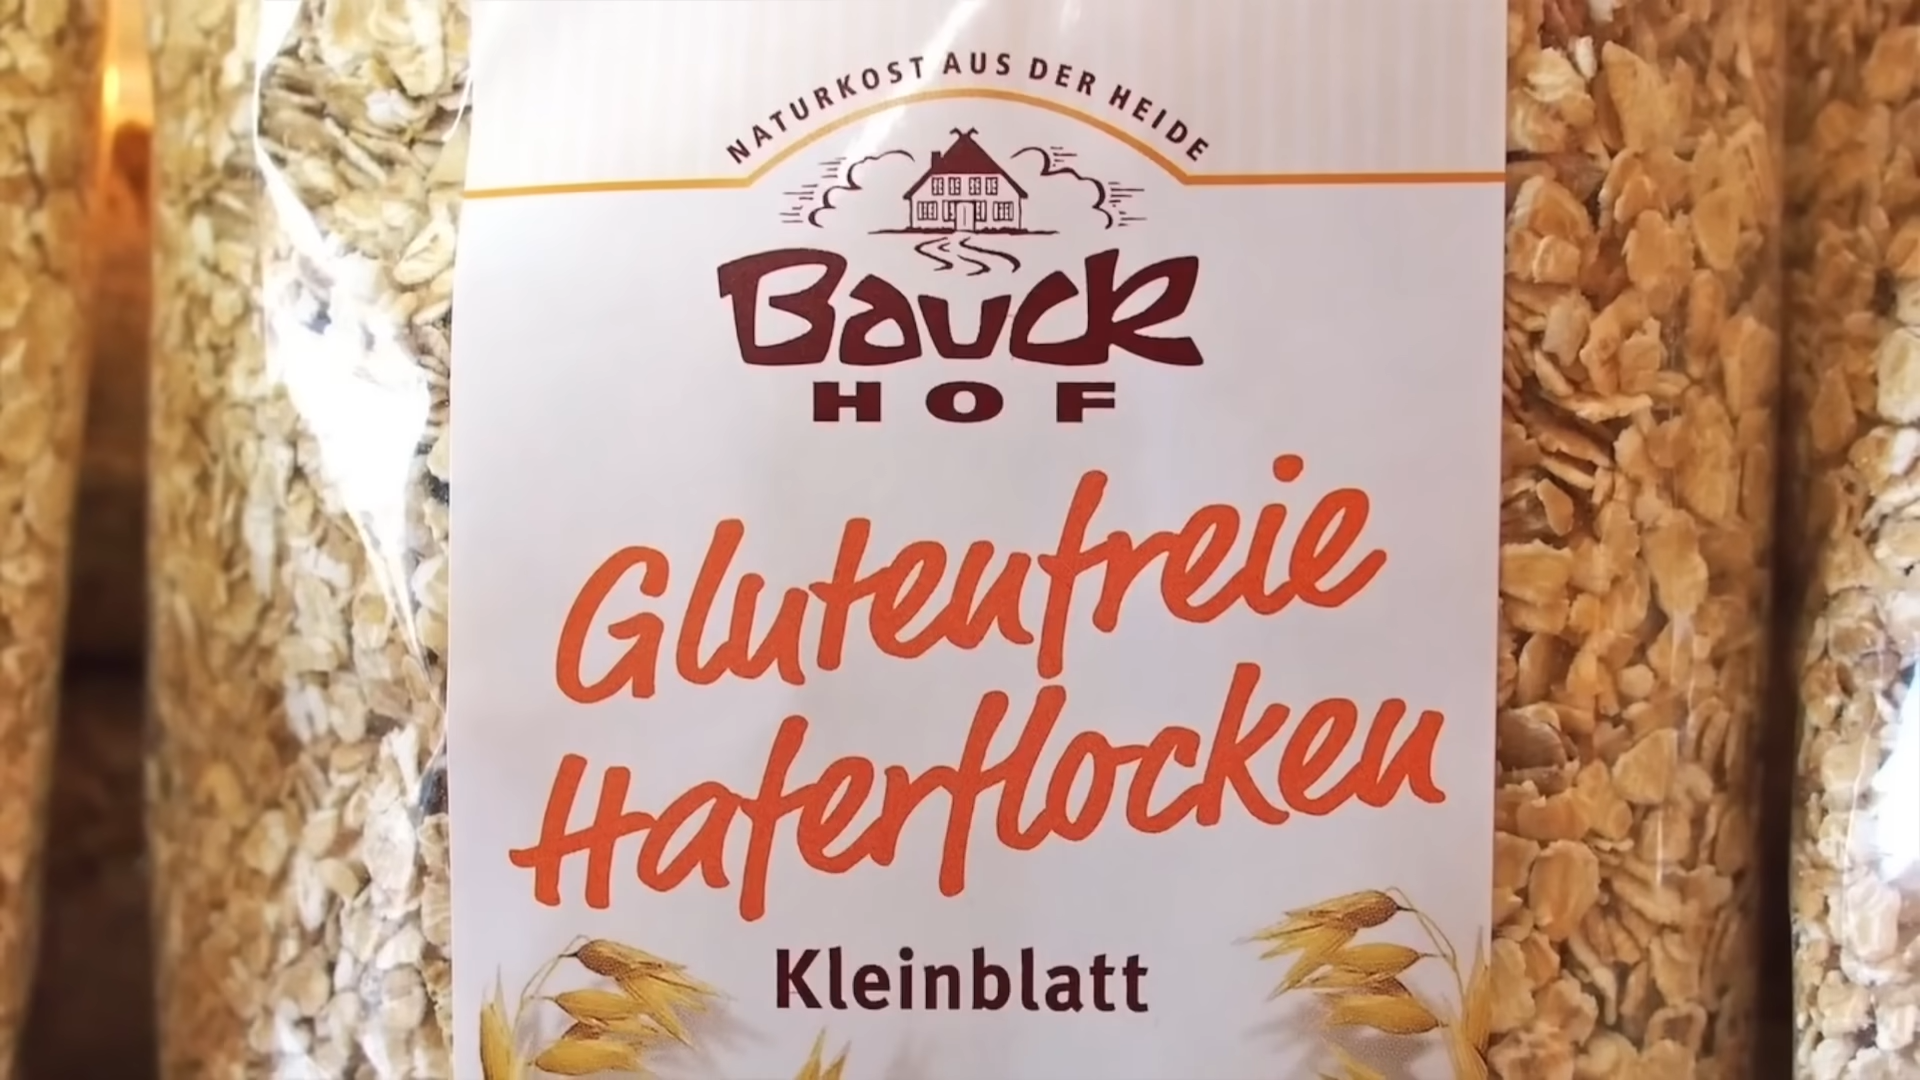 NATURKOST AUS DER HEIDE
Bauck
HOF
Glutenfreie
Haferflocken
Kleinblatt